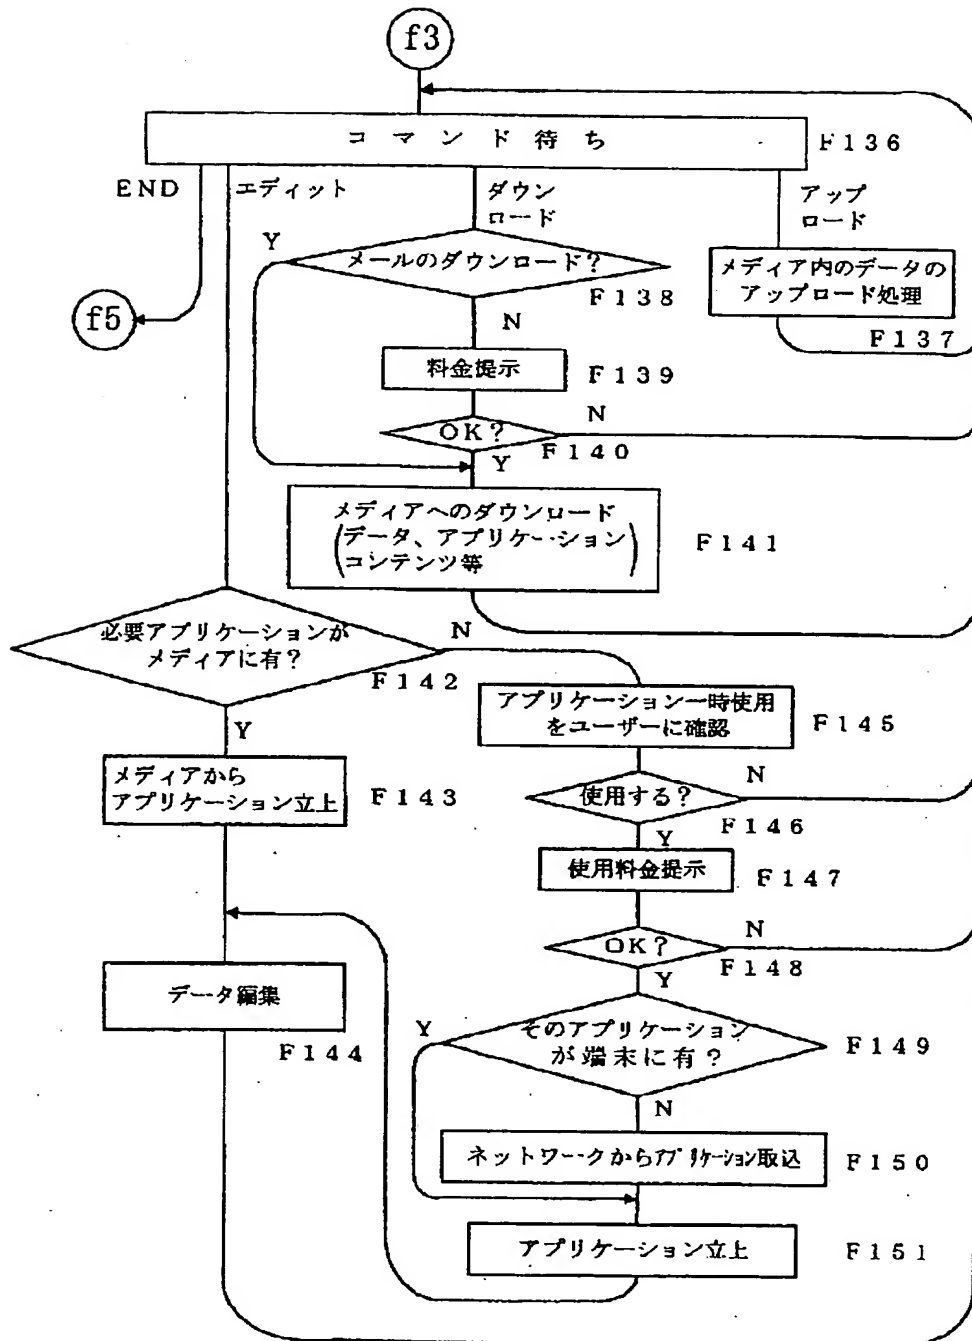 f3
コマンド待ち
F136
END
エディット
ダウン
ロード
アップ
ロード
Y
メールのダウンロード?
F138
メディア内のデータの
アップロード処理
F137
f5
N
料金提示
F139
OK?
N
F140
Y
メディアへのダウンロード
(データ、アプリケーション
コンテンツ等)
F141
必要アプリケーションが
メディアに有?
N
F142
Y
アプリケーション一時使用
をユーザーに確認
F145
メディアから
アプリケーション立上
F143
使用する?
N
F146
Y
使用料金提示
F147
OK?
N
F148
Y
データ編集
F144
Y
そのアプリケーション
が端末に有?
F149
N
ネットワークからアプリケーション取込
F150
アプリケーション立上
F151